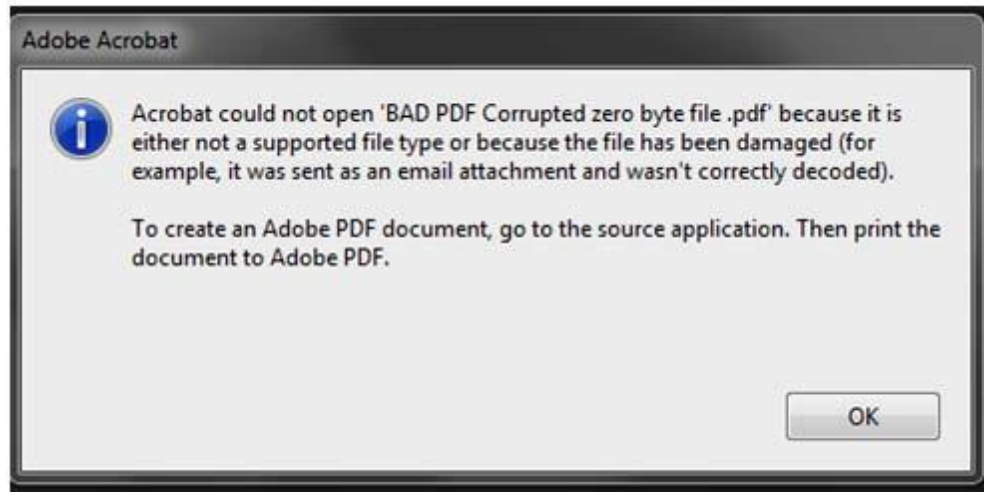 Adobe Acrobat
Acrobat could not open 'BAD PDF Corrupted zero byte file .pdf' because it is
either not a supported file type or because the file has been damaged (for
example, it was sent as an email attachment and wasn't correctly decoded).
To create an Adobe PDF document, go to the source application. Then print the
document to Adobe PDF.
OK